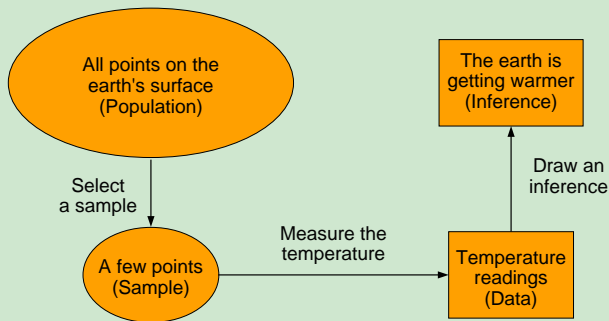 All points on the
earth's surface
(Population)
The earth is
getting warmer
(Inference)
Select
a sample
Draw an
inference
Measure the
temperature
A few points
(Sample)
Temperature
readings
(Data)